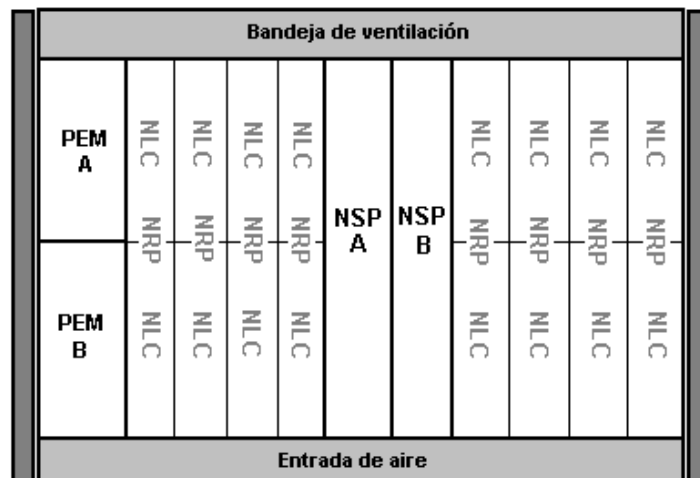 Bandeja de ventilación
PEM
A
NLC NLC NLC NLC
NSP
A
NSP
B
NLC NLC NLC NLC
NRP NRP NRP NRP
NRP NRP NRP NRP
PEM
B
NLC NLC NLC NLC
NLC NLC NLC NLC
Entrada de aire